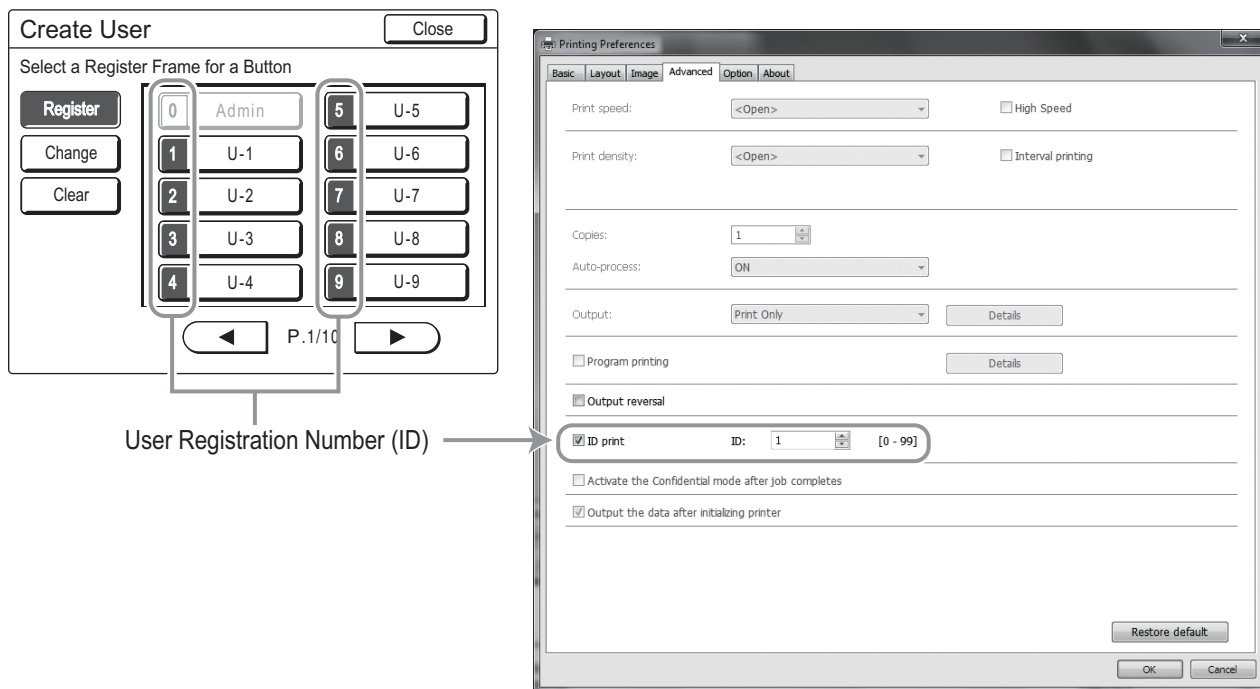 Create User Close
Select a Register Frame for a Button
Register 0 Admin 5 U-5
Change 1 U-1 6 U-6
Clear 2 U-2 7 U-7
3 U-3 8 U-8
4 U-4 9 U-9
◀ P.1/10 ▶
User Registration Number (ID)
Printing Preferences x
Basic Layout Image Advanced Option About
Print speed: <Open> High Speed
Print density: <Open> Interval printing
Copies: 1
Auto-process: ON
Output: Print Only Details
Program printing Details
Output reversal
ID print ID: 1 [0 - 99]
Activate the Confidential mode after job completes
Output the data after initializing printer
Restore default
OK Cancel